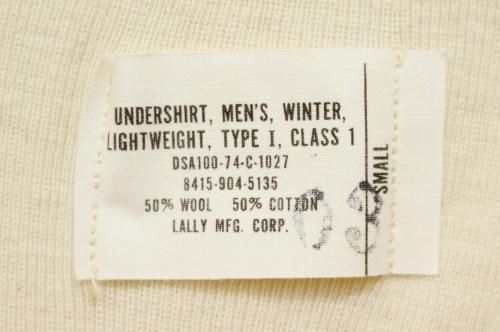 UNDERSHIRT, MEN'S, WINTER,
LIGHTWEIGHT, TYPE I, CLASS 1
DSA100-74-C-1027
8415-904-5135
50% WOOL 50% COTTON
LALLY MFG. CORP.
SMALL
03